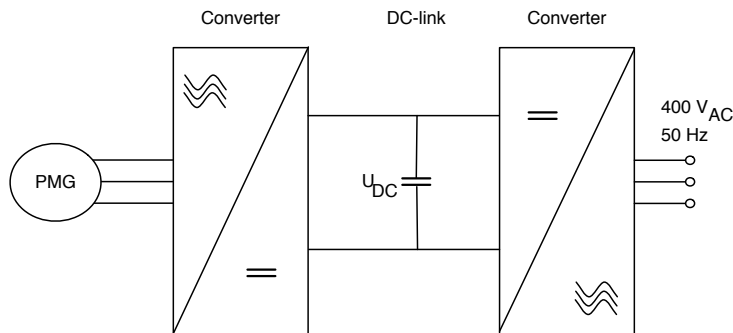 Converter
DC-link
Converter
400 V_AC
50 Hz
PMG
U_DC